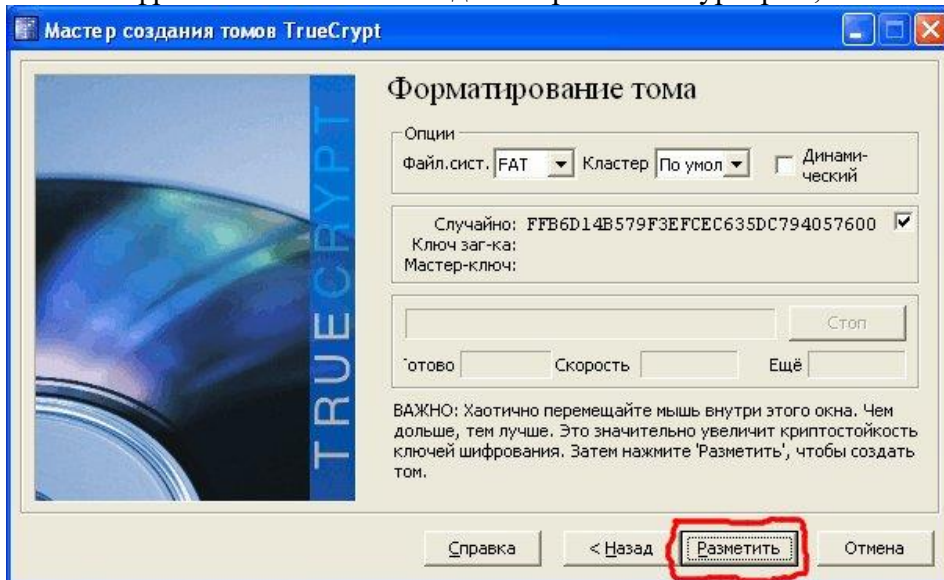 Мастер создания томов TrueCrypt
TRUECRYPT
Форматирование тома
Опции
Файл.сист. FAT Кластер По умол Динами-
ческий
Случайно: FFB6D14B579F3EFCEC635DC794057600
Ключ заг-ка:
Мастер-ключ:
Стоп
отово Скорость Ещё
ВАЖНО: Хаотично перемещайте мышь внутри этого окна. Чем
дольше, тем лучше. Это значительно увеличит криптостойкость
ключей шифрования. Затем нажмите 'Разметить', чтобы создать
том.
Справка < Назад Разметить Отмена